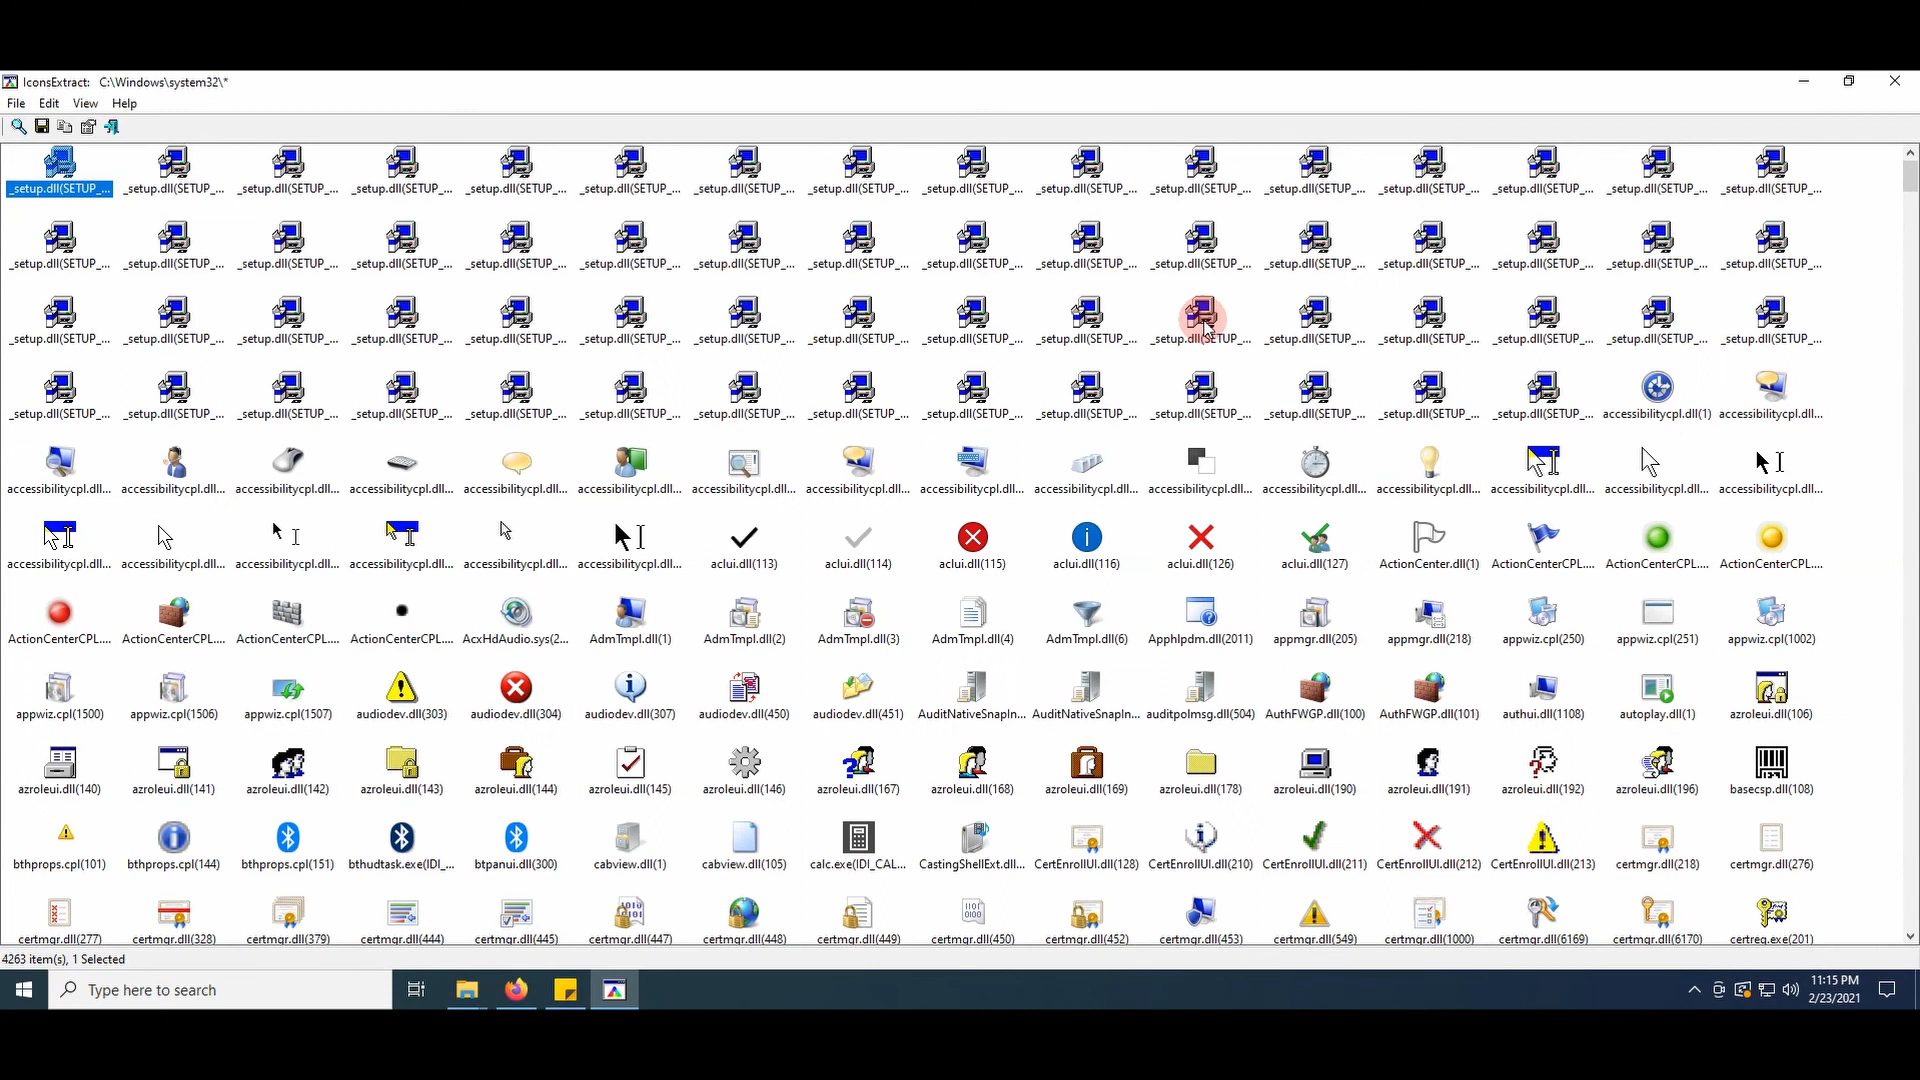 IconsExtract: C:\Windows\system32\*
File Edit View Help
_setup.dll(SETUP_... _setup.dll(SETUP_... _setup.dll(SETUP_... _setup.dll(SETUP_... _setup.dll(SETUP_... _setup.dll(SETUP_... _setup.dll(SETUP_... _setup.dll(SETUP_... _setup.dll(SETUP_... _setup.dll(SETUP_... _setup.dll(SETUP_... _setup.dll(SETUP_... _setup.dll(SETUP_... _setup.dll(SETUP_... _setup.dll(SETUP_... _setup.dll(SETUP_...
_setup.dll(SETUP_... _setup.dll(SETUP_... _setup.dll(SETUP_... _setup.dll(SETUP_... _setup.dll(SETUP_... _setup.dll(SETUP_... _setup.dll(SETUP_... _setup.dll(SETUP_... _setup.dll(SETUP_... _setup.dll(SETUP_... _setup.dll(SETUP_... _setup.dll(SETUP_... _setup.dll(SETUP_... _setup.dll(SETUP_... _setup.dll(SETUP_... _setup.dll(SETUP_...
_setup.dll(SETUP_... _setup.dll(SETUP_... _setup.dll(SETUP_... _setup.dll(SETUP_... _setup.dll(SETUP_... _setup.dll(SETUP_... _setup.dll(SETUP_... _setup.dll(SETUP_... _setup.dll(SETUP_... _setup.dll(SETUP_... _setup.dll(SETUP_... _setup.dll(SETUP_... _setup.dll(SETUP_... _setup.dll(SETUP_... _setup.dll(SETUP_... _setup.dll(SETUP_...
_setup.dll(SETUP_... _setup.dll(SETUP_... _setup.dll(SETUP_... _setup.dll(SETUP_... _setup.dll(SETUP_... _setup.dll(SETUP_... _setup.dll(SETUP_... _setup.dll(SETUP_... _setup.dll(SETUP_... _setup.dll(SETUP_... _setup.dll(SETUP_... _setup.dll(SETUP_... _setup.dll(SETUP_... _setup.dll(SETUP_... accessibilitycpl.dll(1) accessibilitycpl.dll...
accessibilitycpl.dll... accessibilitycpl.dll... accessibilitycpl.dll... accessibilitycpl.dll... accessibilitycpl.dll... accessibilitycpl.dll... accessibilitycpl.dll... accessibilitycpl.dll... accessibilitycpl.dll... accessibilitycpl.dll... accessibilitycpl.dll... accessibilitycpl.dll... accessibilitycpl.dll... accessibilitycpl.dll... accessibilitycpl.dll... accessibilitycpl.dll...
accessibilitycpl.dll... accessibilitycpl.dll... accessibilitycpl.dll... accessibilitycpl.dll... accessibilitycpl.dll... accessibilitycpl.dll... aclui.dll(113) aclui.dll(114) aclui.dll(115) aclui.dll(116) aclui.dll(126) aclui.dll(127) ActionCenter.dll(1) ActionCenterCPL.... ActionCenterCPL.... ActionCenterCPL....
ActionCenterCPL.... ActionCenterCPL.... ActionCenterCPL.... ActionCenterCPL.... AcxHdAudio.sys(2... AdmTmpl.dll(1) AdmTmpl.dll(2) AdmTmpl.dll(3) AdmTmpl.dll(4) AdmTmpl.dll(6) Apphlpdm.dll(2011) appmgr.dll(205) appmgr.dll(218) appwiz.cpl(250) appwiz.cpl(251) appwiz.cpl(1002)
appwiz.cpl(1500) appwiz.cpl(1506) appwiz.cpl(1507) audiodev.dll(303) audiodev.dll(304) audiodev.dll(307) audiodev.dll(450) audiodev.dll(451) AuditNativeSnapIn... AuditNativeSnapIn... auditpolmsg.dll(504) AuthFWGP.dll(100) AuthFWGP.dll(101) authui.dll(1108) autoplay.dll(1) azroleui.dll(106)
azroleui.dll(140) azroleui.dll(141) azroleui.dll(142) azroleui.dll(143) azroleui.dll(144) azroleui.dll(145) azroleui.dll(146) azroleui.dll(167) azroleui.dll(168) azroleui.dll(169) azroleui.dll(178) azroleui.dll(190) azroleui.dll(191) azroleui.dll(192) azroleui.dll(196) basecsp.dll(108)
bthprops.cpl(101) bthprops.cpl(144) bthprops.cpl(151) bthudtask.exe(IDI_... btpanui.dll(300) cabview.dll(1) cabview.dll(105) calc.exe(IDI_CAL... CastingShellExt.dll... CertEnrollUI.dll(128) CertEnrollUI.dll(210) CertEnrollUI.dll(211) CertEnrollUI.dll(212) CertEnrollUI.dll(213) certmgr.dll(218) certmgr.dll(276)
certmgr.dll(277) certmgr.dll(328) certmgr.dll(379) certmgr.dll(444) certmgr.dll(445) certmgr.dll(447) certmgr.dll(448) certmgr.dll(449) certmgr.dll(450) certmgr.dll(452) certmgr.dll(453) certmgr.dll(549) certmgr.dll(1000) certmgr.dll(6169) certmgr.dll(6170) certreq.exe(201)
4263 item(s), 1 Selected
Type here to search
11:15 PM
2/23/2021